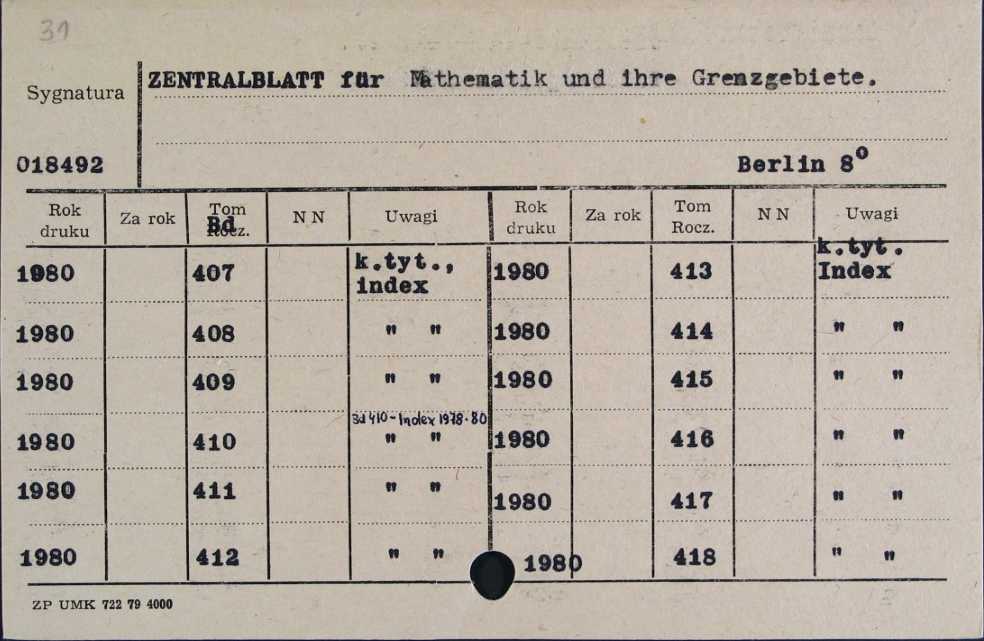 31
ZENTRALBLATT für Mathematik und ihre Grenzgebiete.
Sygnatura
018492
Berlin 8°
Rok druku Za rok Tom Bd Rocz. N N Uwagi Rok druku Za rok Tom Rocz. N N Uwagi
1980 407 k.tyt., index 1980 413 k.tyt. Index
1980 408 " " 1980 414 " "
1980 409 " " 1980 415 " "
Bd 410 - Index 1978-80
1980 410 " " 1980 416 " "
1980 411 " " 1980 417 " "
1980 412 " " 1980 418 " "
ZP UMK 722 79 4000